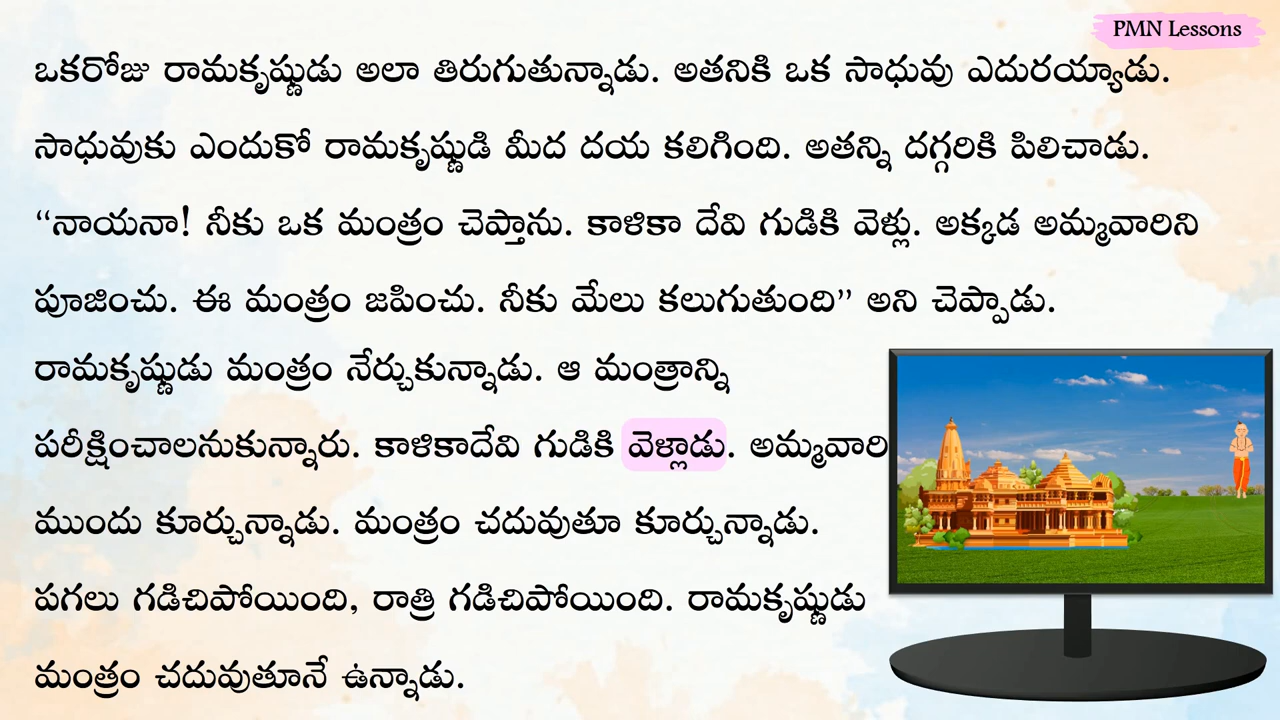 PMN Lessons
ఒకరోజు రామకృష్ణుడు అలా తిరుగుతున్నాడు. అతనికి ఒక సాధువు ఎదురయ్యాడు.
సాధువుకు ఎందుకో రామకృష్ణుడి మీద దయ కలిగింది. అతన్ని దగ్గరికి పిలిచాడు.
“నాయనా! నీకు ఒక మంత్రం చెప్తాను. కాళికా దేవి గుడికి వెళ్లు. అక్కడ అమ్మవారిని
పూజించు. ఈ మంత్రం జపించు. నీకు మేలు కలుగుతుంది” అని చెప్పాడు.
రామకృష్ణుడు మంత్రం నేర్చుకున్నాడు. ఆ మంత్రాన్ని
పరీక్షించాలనుకున్నారు. కాళికాదేవి గుడికి వెళ్లాడు. అమ్మవారి
ముందు కూర్చున్నాడు. మంత్రం చదువుతూ కూర్చున్నాడు.
పగలు గడిచిపోయింది, రాత్రి గడిచిపోయింది. రామకృష్ణుడు
మంత్రం చదువుతూనే ఉన్నాడు.